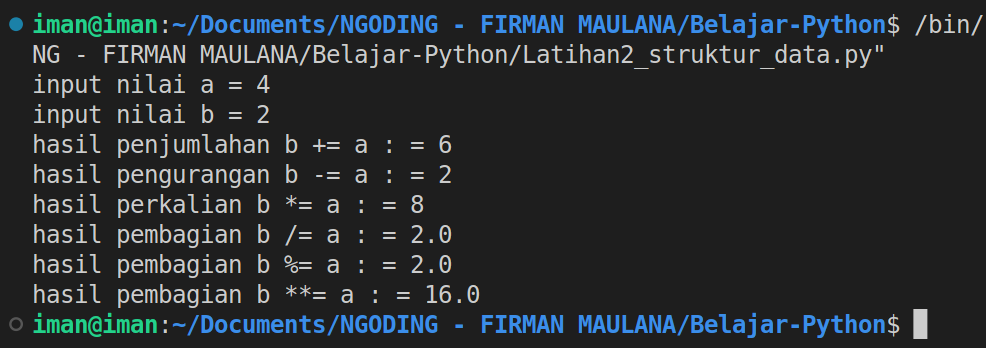 iman@iman:~/Documents/NGODING - FIRMAN MAULANA/Belajar-Python$ /bin/
NG - FIRMAN MAULANA/Belajar-Python/Latihan2_struktur_data.py"
input nilai a = 4
input nilai b = 2
hasil penjumlahan b += a : = 6
hasil pengurangan b -= a : = 2
hasil perkalian b *= a : = 8
hasil pembagian b /= a : = 2.0
hasil pembagian b %= a : = 2.0
hasil pembagian b **= a : = 16.0
iman@iman:~/Documents/NGODING - FIRMAN MAULANA/Belajar-Python$